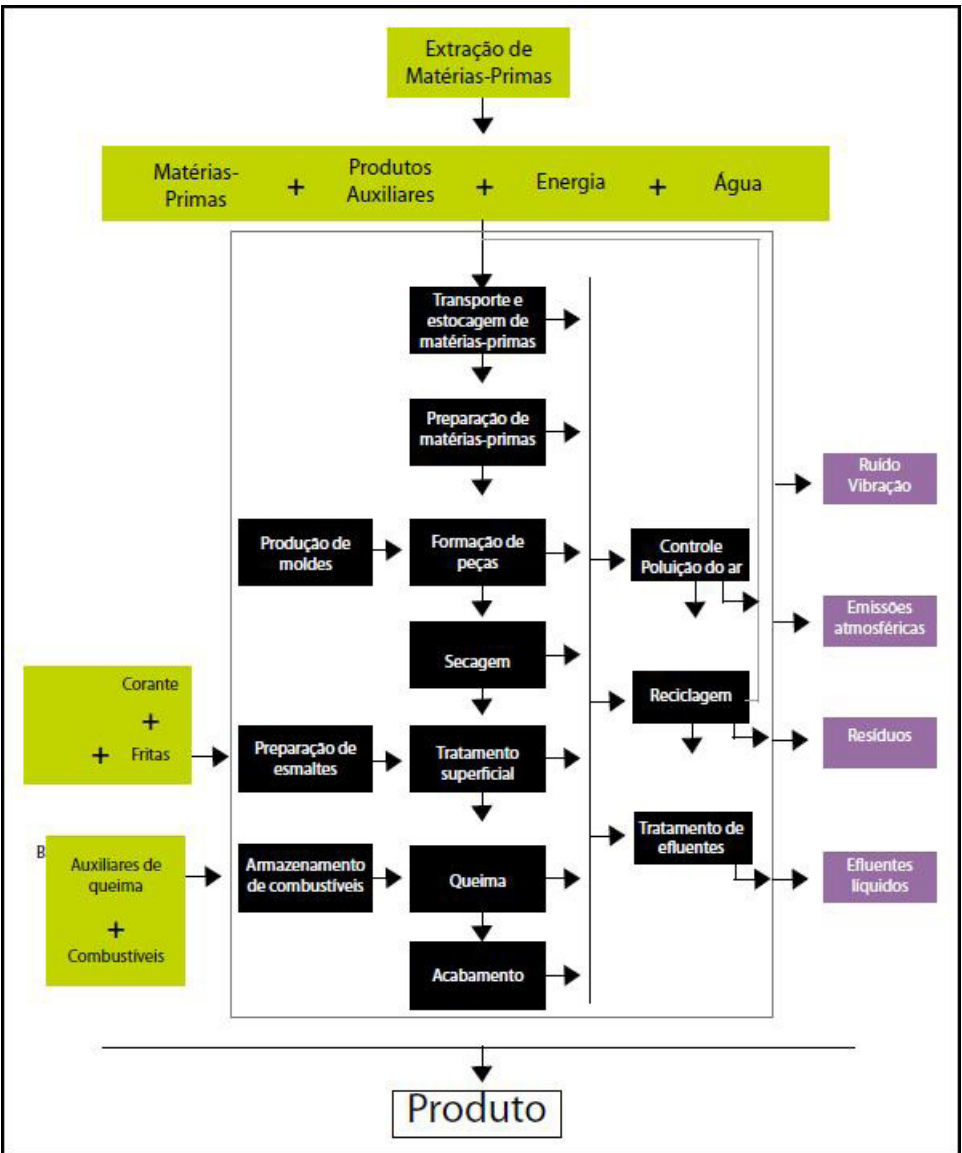 Extração de
Matérias-Primas
Matérias-
Primas
+
Produtos
Auxiliares
+
Energia
+
Água
Transporte e
estocagem de
matérias-primas
Preparação de
matérias-primas
Ruído
Vibração
Produção de
moldes
Formação de
peças
Controle
Poluição do ar
Emissões
atmosféricas
Secagem
Reciclagem
Corante
+
+ Fritas
Preparação de
esmaltes
Tratamento
superficial
Resíduos
Tratamento de
efluentes
B
Auxiliares de
queima
+
Combustíveis
Armazenamento
de combustíveis
Queima
Efluentes
líquidos
Acabamento
Produto